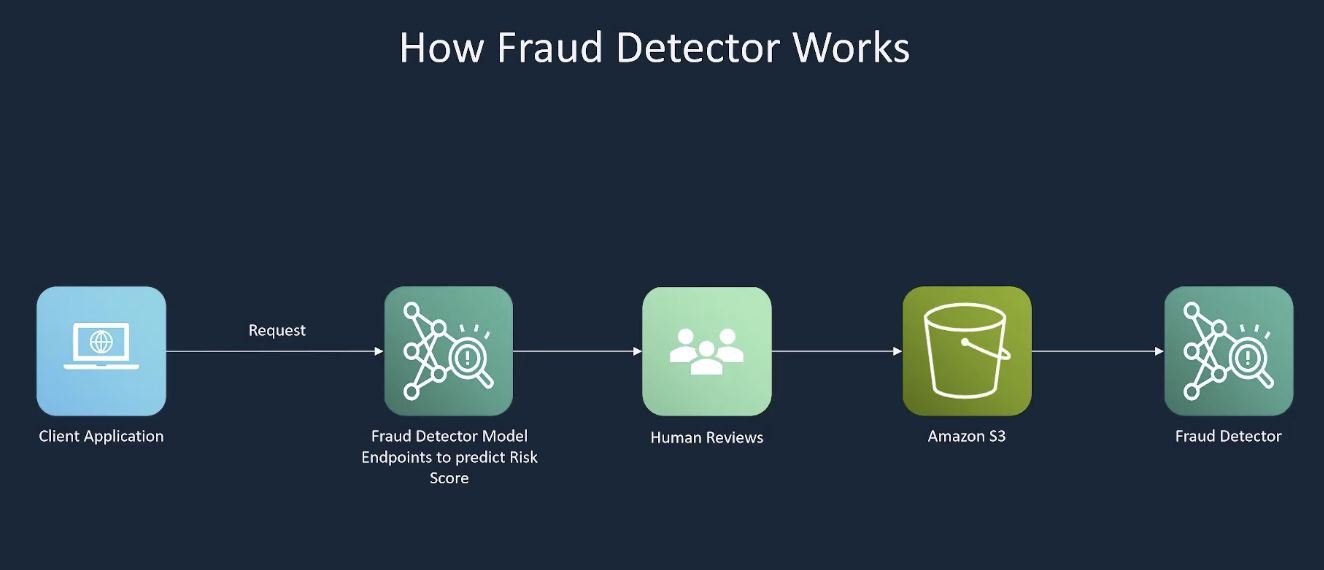 How Fraud Detector Works
Request
Client Application
Fraud Detector Model
Endpoints to predict Risk
Score
Human Reviews
Amazon S3
Fraud Detector